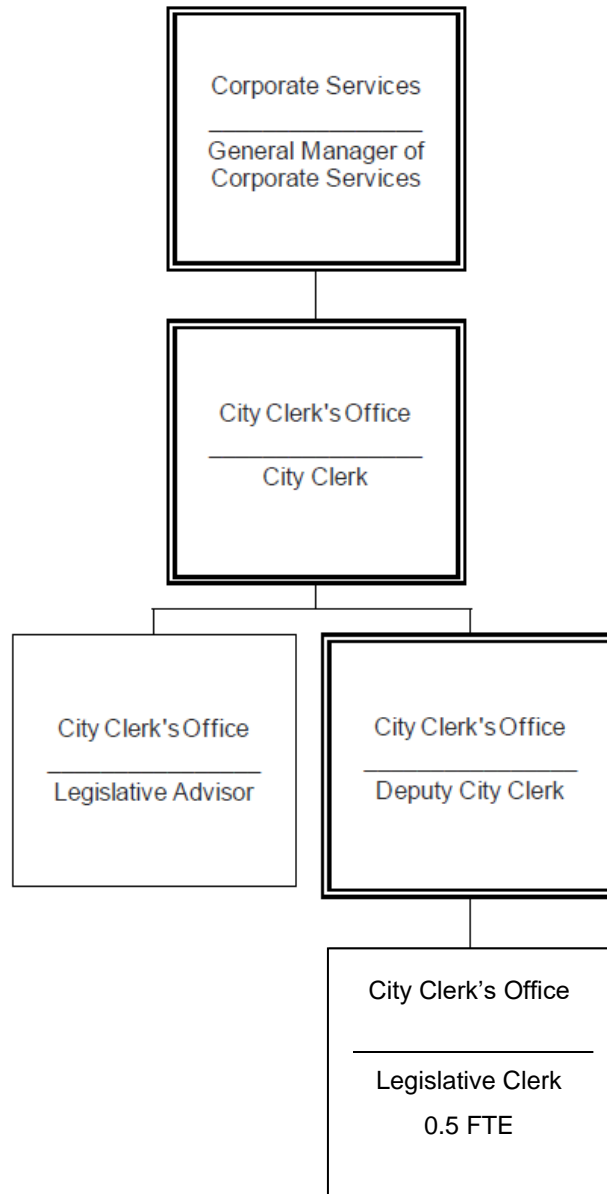 Corporate Services
General Manager of
Corporate Services
City Clerk's Office
City Clerk
City Clerk's Office
Legislative Advisor
City Clerk's Office
Deputy City Clerk
City Clerk’s Office
Legislative Clerk
0.5 FTE